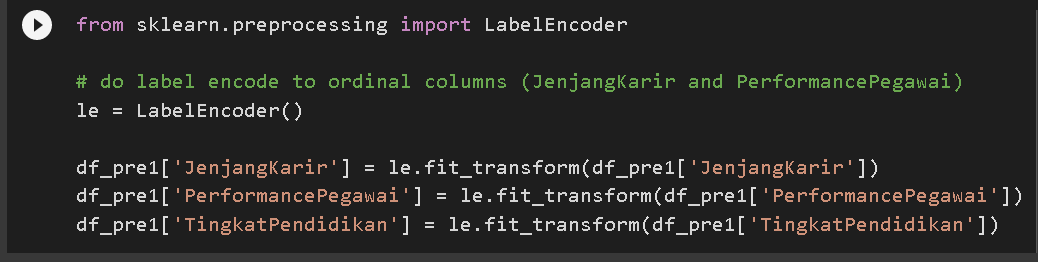 from sklearn.preprocessing import LabelEncoder
# do label encode to ordinal columns (JenjangKarir and PerformancePegawai)
le = LabelEncoder()
df_pre1['JenjangKarir'] = le.fit_transform(df_pre1['JenjangKarir'])
df_pre1['PerformancePegawai'] = le.fit_transform(df_pre1['PerformancePegawai'])
df_pre1['TingkatPendidikan'] = le.fit_transform(df_pre1['TingkatPendidikan'])